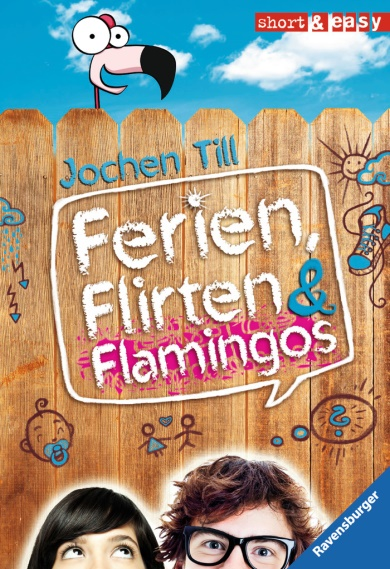 short & easy
Jochen Till
Ferien,
Flirten &
Flamingos
?
Ravensburger